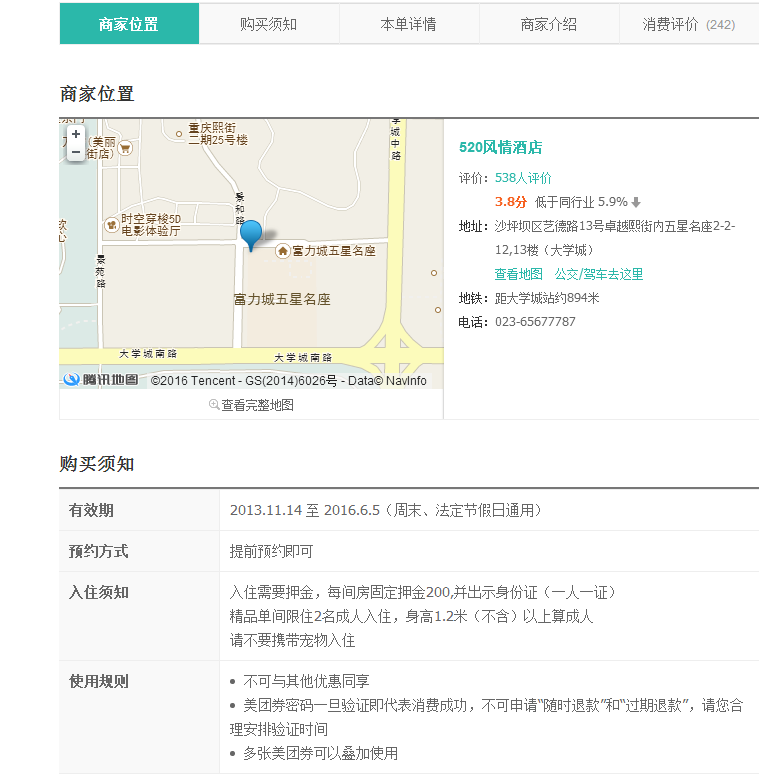 商家位置
购买须知
本单详情
商家介绍
消费评价 (242)
商家位置
+
−
(美丽
街店)
重庆熙街
二期25号楼
学城中路
景和路
时空穿梭5D
电影体验厅
景苑路
富力城五星名座
富力城五星名座
大学城南路
大学城南路
腾讯地图 ©2016 Tencent - GS(2014)6026号 - Data© NavInfo
查看完整地图
520风情酒店
评价：538人评价
3.8分 低于同行业 5.9%
地址：沙坪坝区艺德路13号卓越熙街内五星名座2-2-
12,13楼（大学城）
查看地图 公交/驾车去这里
地铁：距大学城站约894米
电话：023-65677787
购买须知
有效期
2013.11.14 至 2016.6.5（周末、法定节假日通用）
预约方式
提前预约即可
入住须知
入住需要押金，每间房固定押金200,并出示身份证（一人一证）
精品单间限住2名成人入住，身高1.2米（不含）以上算成人
请不要携带宠物入住
使用规则
不可与其他优惠同享
美团券密码一旦验证即代表消费成功，不可申请“随时退款”和“过期退款”，请您合
理安排验证时间
多张美团券可以叠加使用